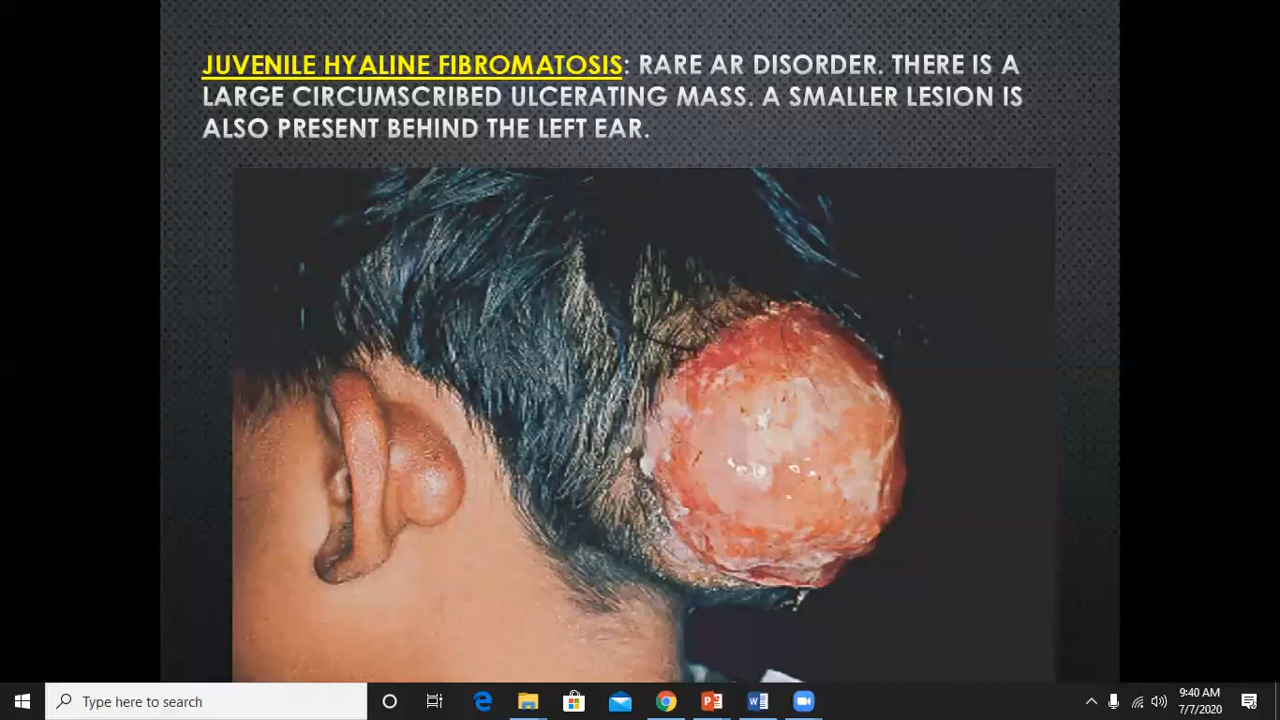 JUVENILE HYALINE FIBROMATOSIS: RARE AR DISORDER. THERE IS A
LARGE CIRCUMSCRIBED ULCERATING MASS. A SMALLER LESION IS
ALSO PRESENT BEHIND THE LEFT EAR.
Type here to search
9:40 AM
7/7/2020